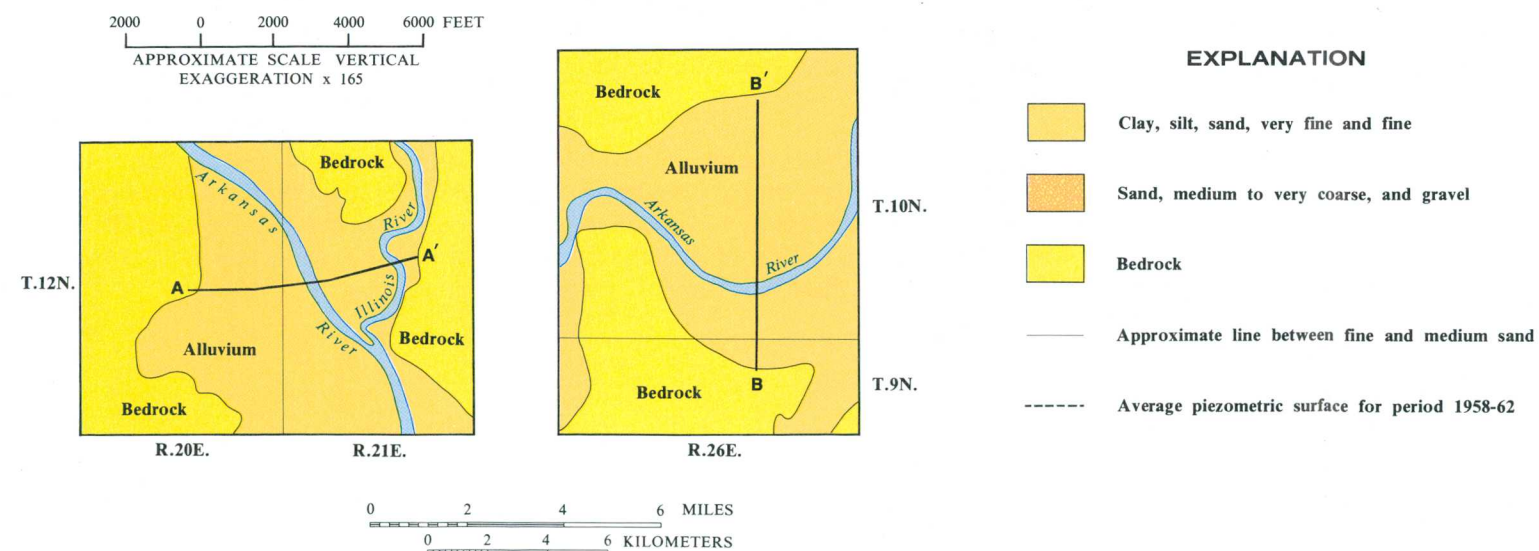 2000 0 2000 4000 6000 FEET
APPROXIMATE SCALE VERTICAL
EXAGGERATION x 165
Bedrock
Arkansas
River
River
Illinois
A
A'
T.12N.
Alluvium
Bedrock
Bedrock
R.20E.
R.21E.
Bedrock
B'
Alluvium
Arkansas
River
T.10N.
Bedrock
B
T.9N.
R.26E.
0 2 4 6 MILES
0 2 4 6 KILOMETERS
EXPLANATION
Clay, silt, sand, very fine and fine
Sand, medium to very coarse, and gravel
Bedrock
Approximate line between fine and medium sand
Average piezometric surface for period 1958-62